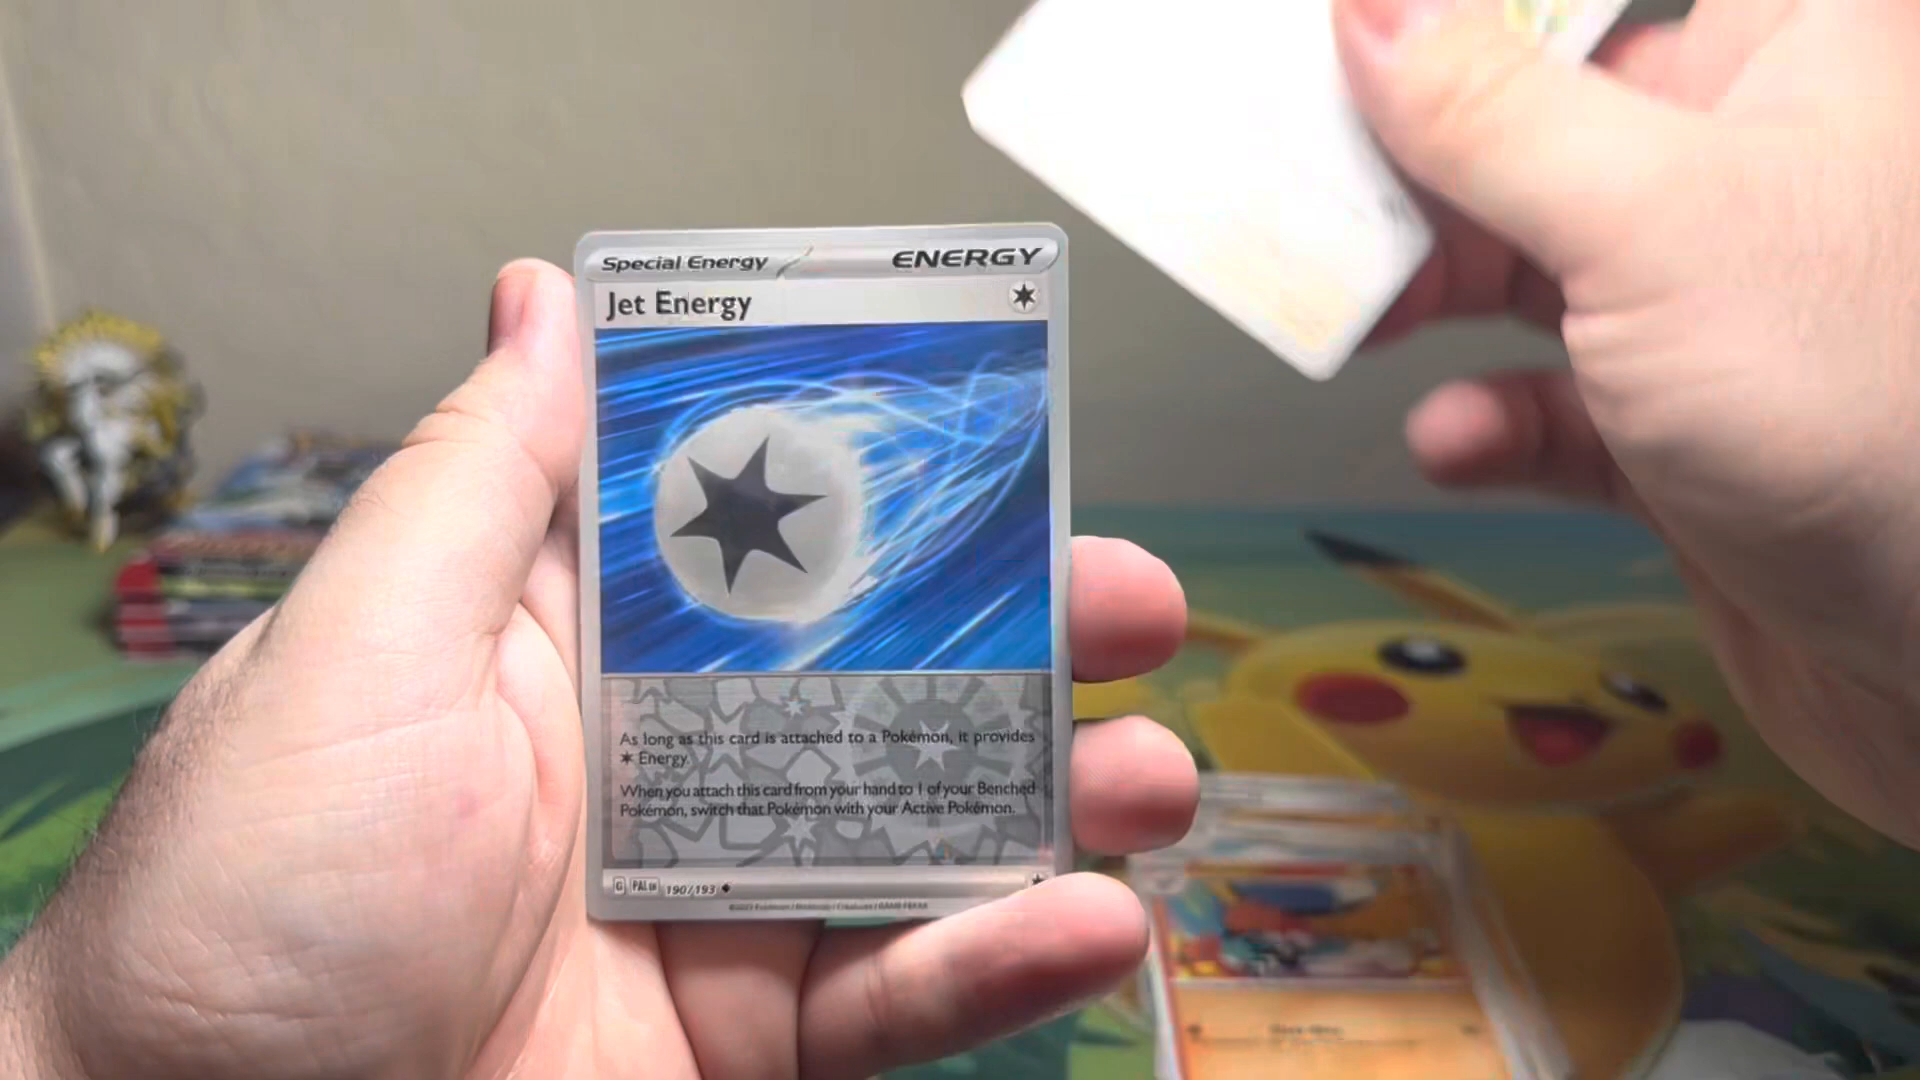 Special Energy
ENERGY
Jet Energy
As long as this card is attached to a Pokémon, it provides
Energy.
When you attach this card from your hand to 1 of your Benched
Pokémon, switch that Pokémon with your Active Pokémon.
G PAL EN 190/193
©2023 Pokémon / Nintendo / Creatures / GAME FREAK